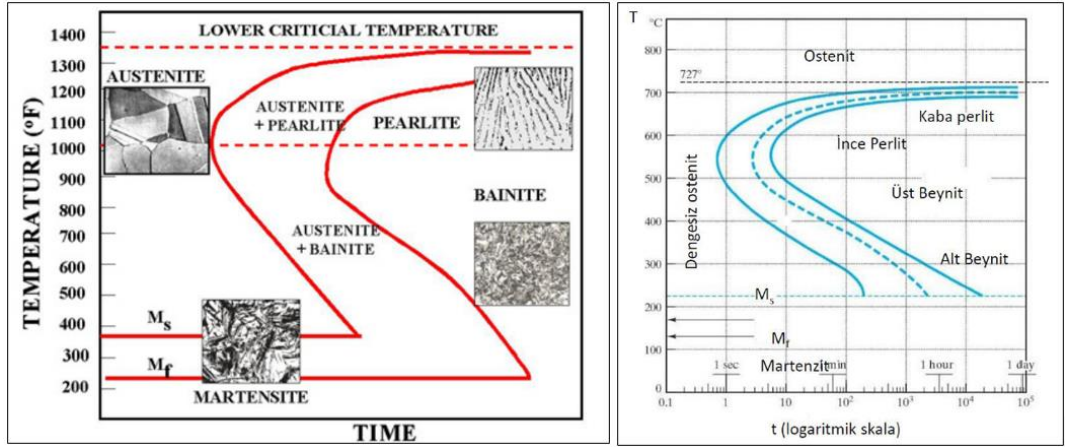 1400
LOWER CRITICIAL TEMPERATURE
1300
AUSTENITE
1200
AUSTENITE
+ PEARLITE
PEARLITE
1100
1000
900
BAINITE
800
700
AUSTENITE
+ BAINITE
600
500
400
Ms
300
Mf
200
MARTENSITE
TEMPERATURE (ºF)
TIME
T
°C
800
Ostenit
727°
700
Kaba perlit
600
İnce Perlit
500
Üst Beynit
400
Dengesiz ostenit
300
Alt Beynit
200
Ms
Mf
100
1 sec
Martenzit
1 min
1 hour
1 day
0
0.1
1
10
10²
10³
10⁴
10⁵
t (logaritmik skala)